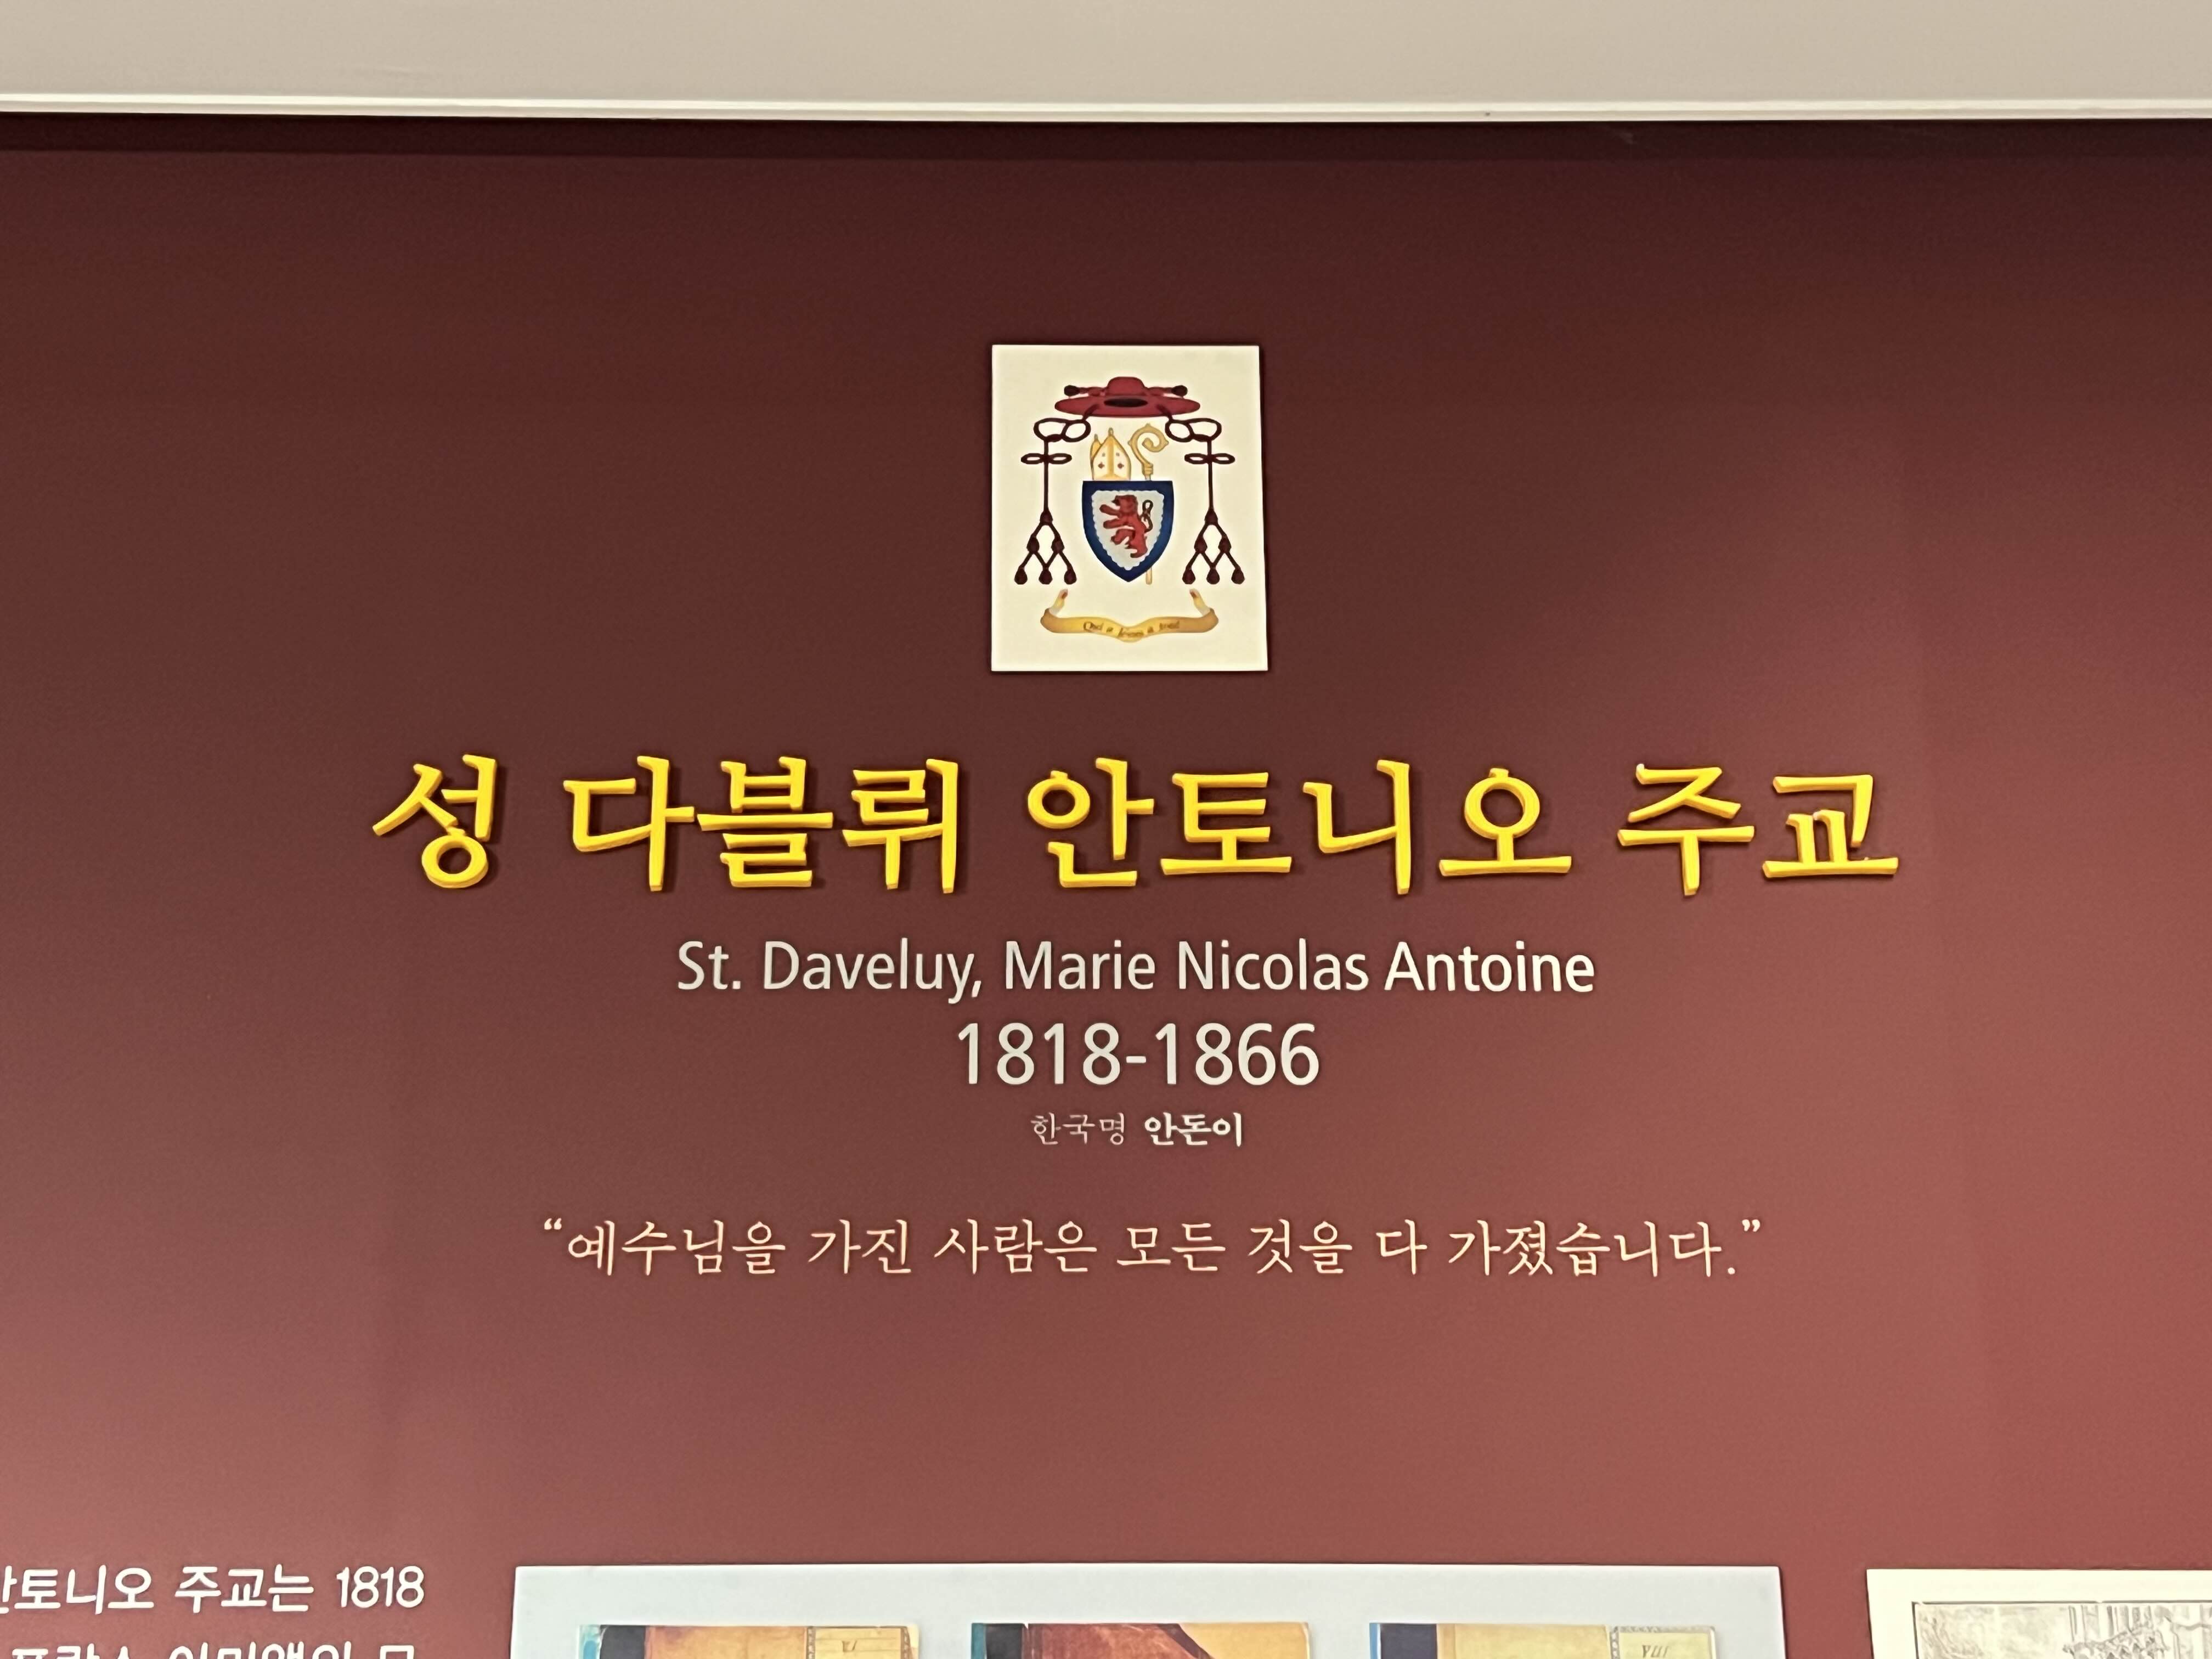 성 다블뤼 안토니오 주교
St. Daveluy, Marie Nicolas Antoine
1818-1866
한국명 안돈이
“예수님을 가진 사람은 모든 것을 다 가졌습니다.”
안토니오 주교는 1818
VIII